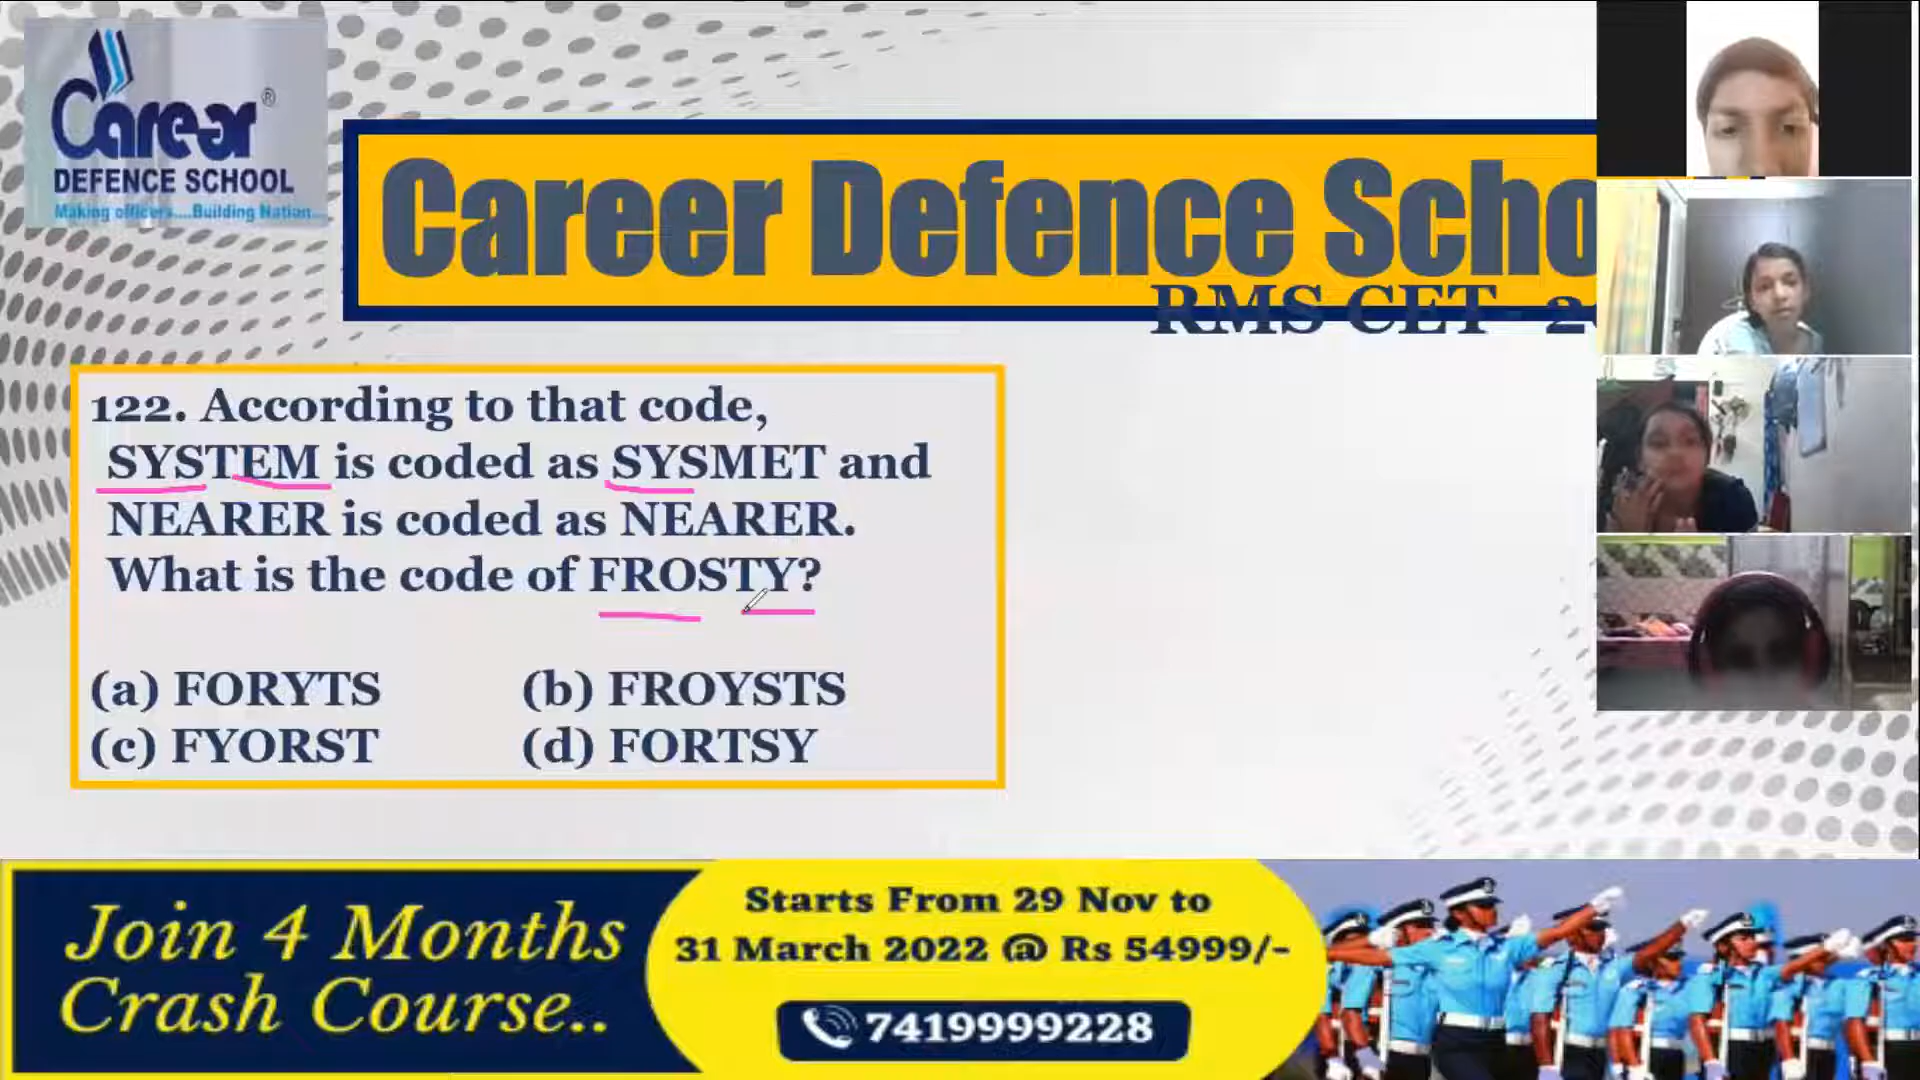 Career®
DEFENCE SCHOOL
Making officers....Building Nation...
Career Defence Scho
RMS CET- 2
122. According to that code,
SYSTEM is coded as SYSMET and
NEARER is coded as NEARER.
What is the code of FROSTY?
(a) FORYTS (b) FROYSTS
(c) FYORST (d) FORTSY
Join 4 Months
Crash Course..
Starts From 29 Nov to
31 March 2022 @ Rs 54999/-
7419999228